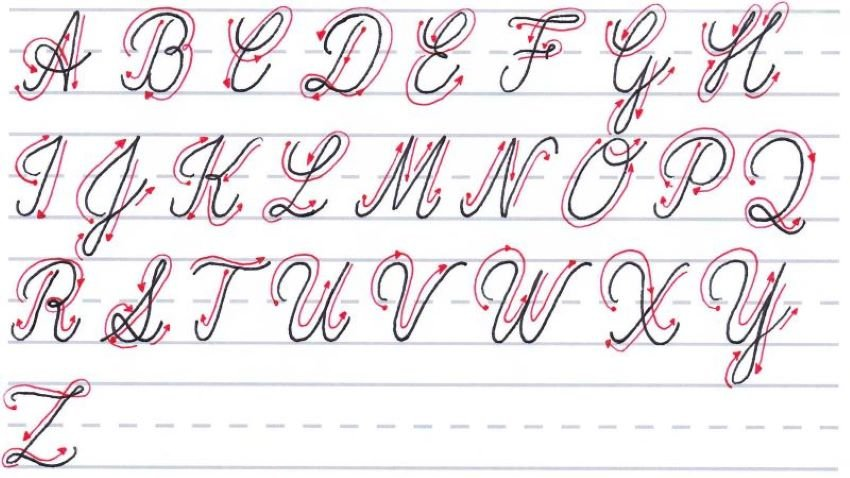 A B C D E F G H
I J K L M N O P Q
R S T U V W X Y
Z